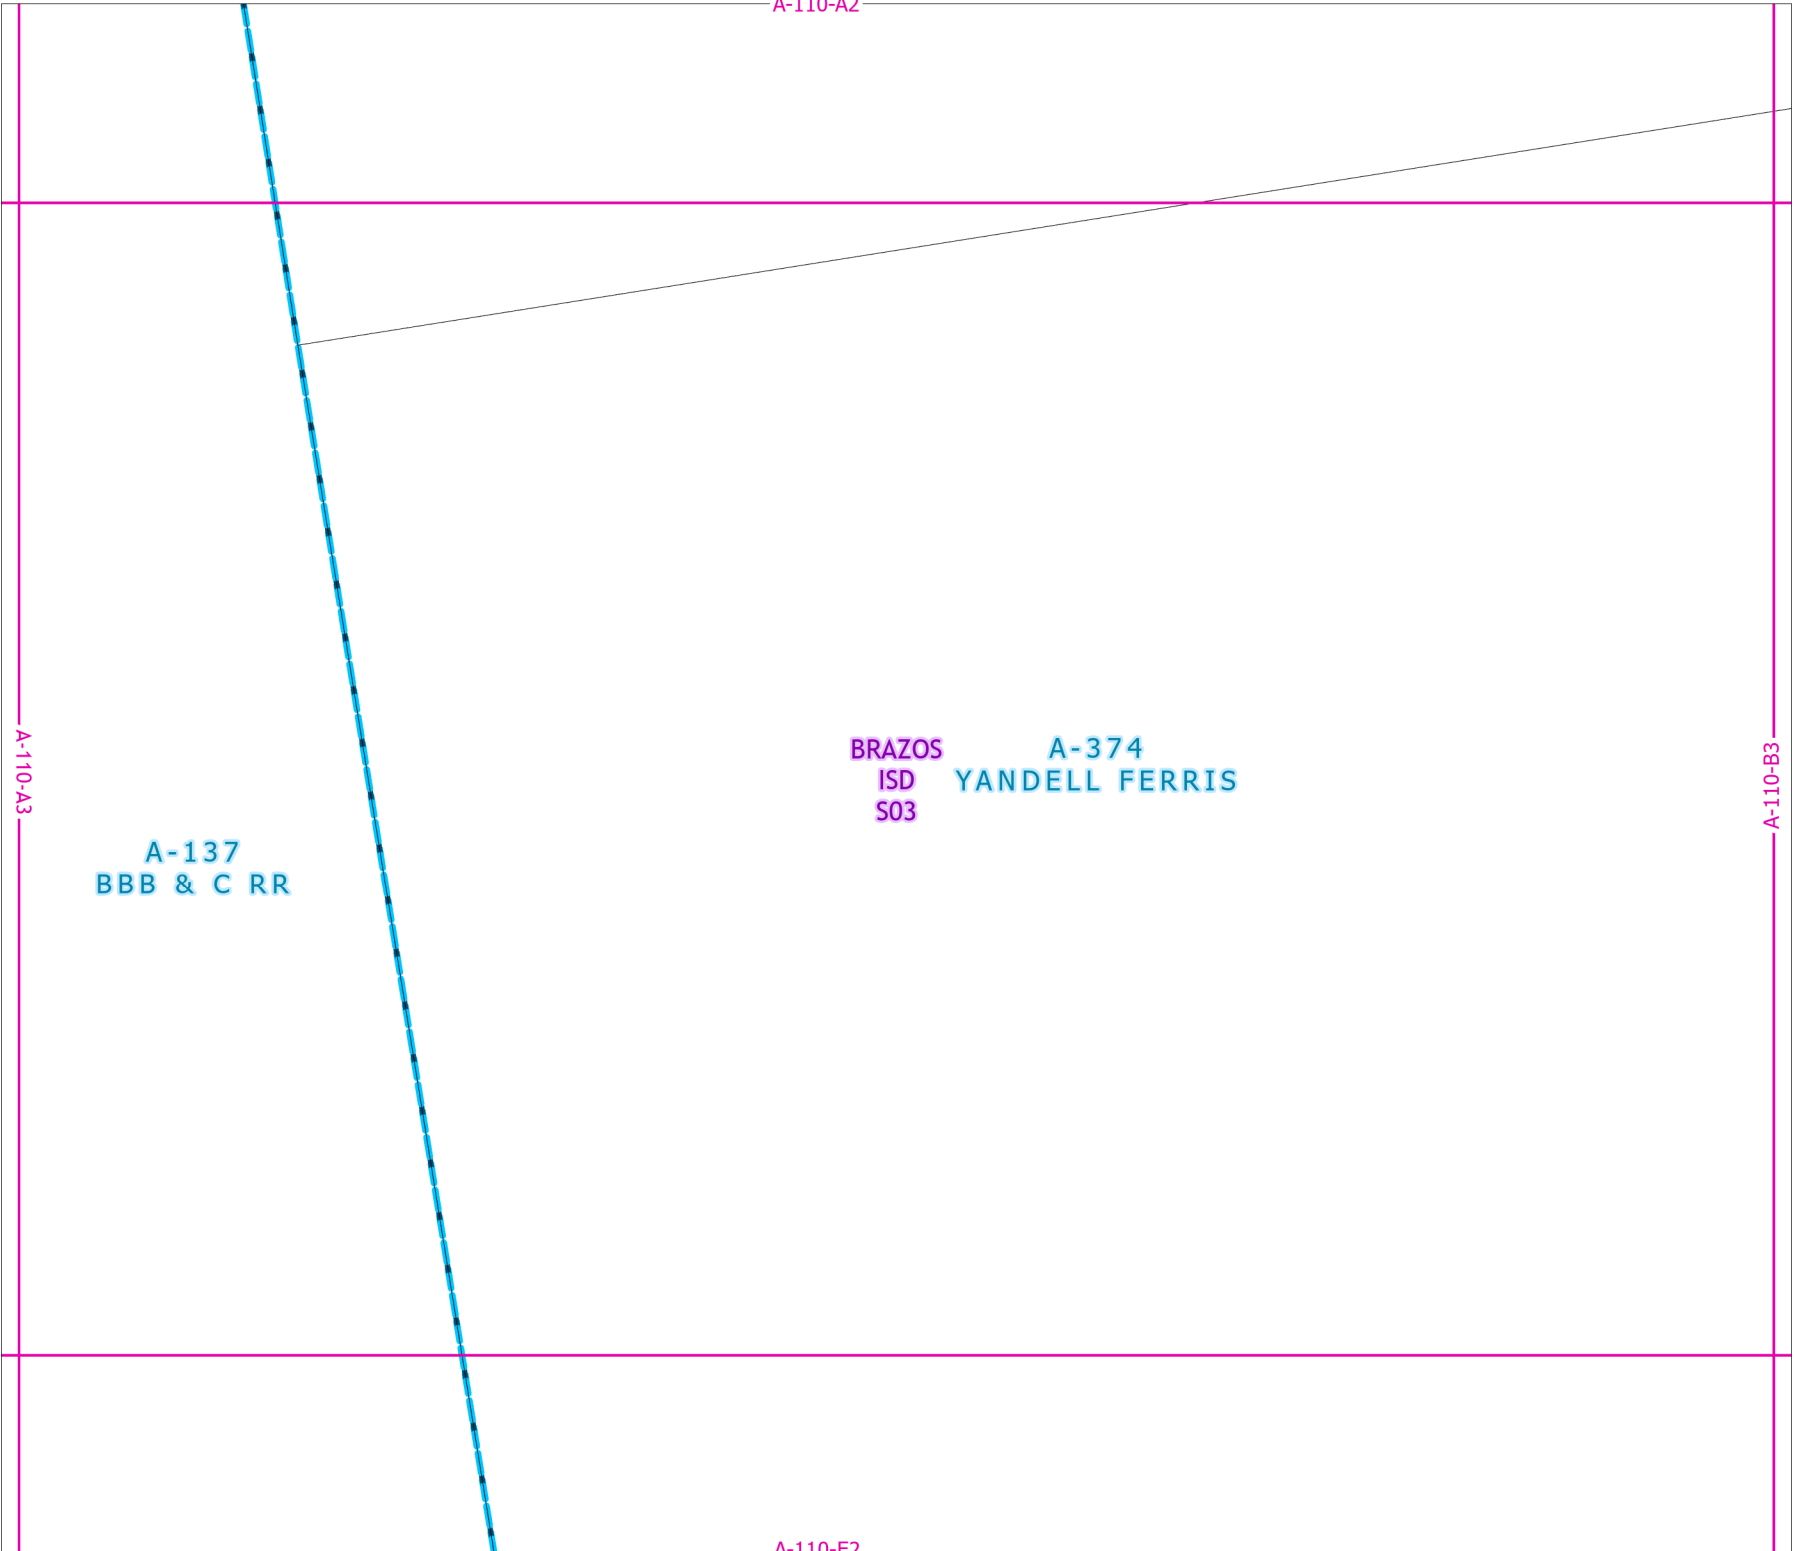 A-110-A2
A-110-A3
BRAZOS
ISD
S03
A-374
YANDELL FERRIS
A-110-B3
A-137
BBB & C RR